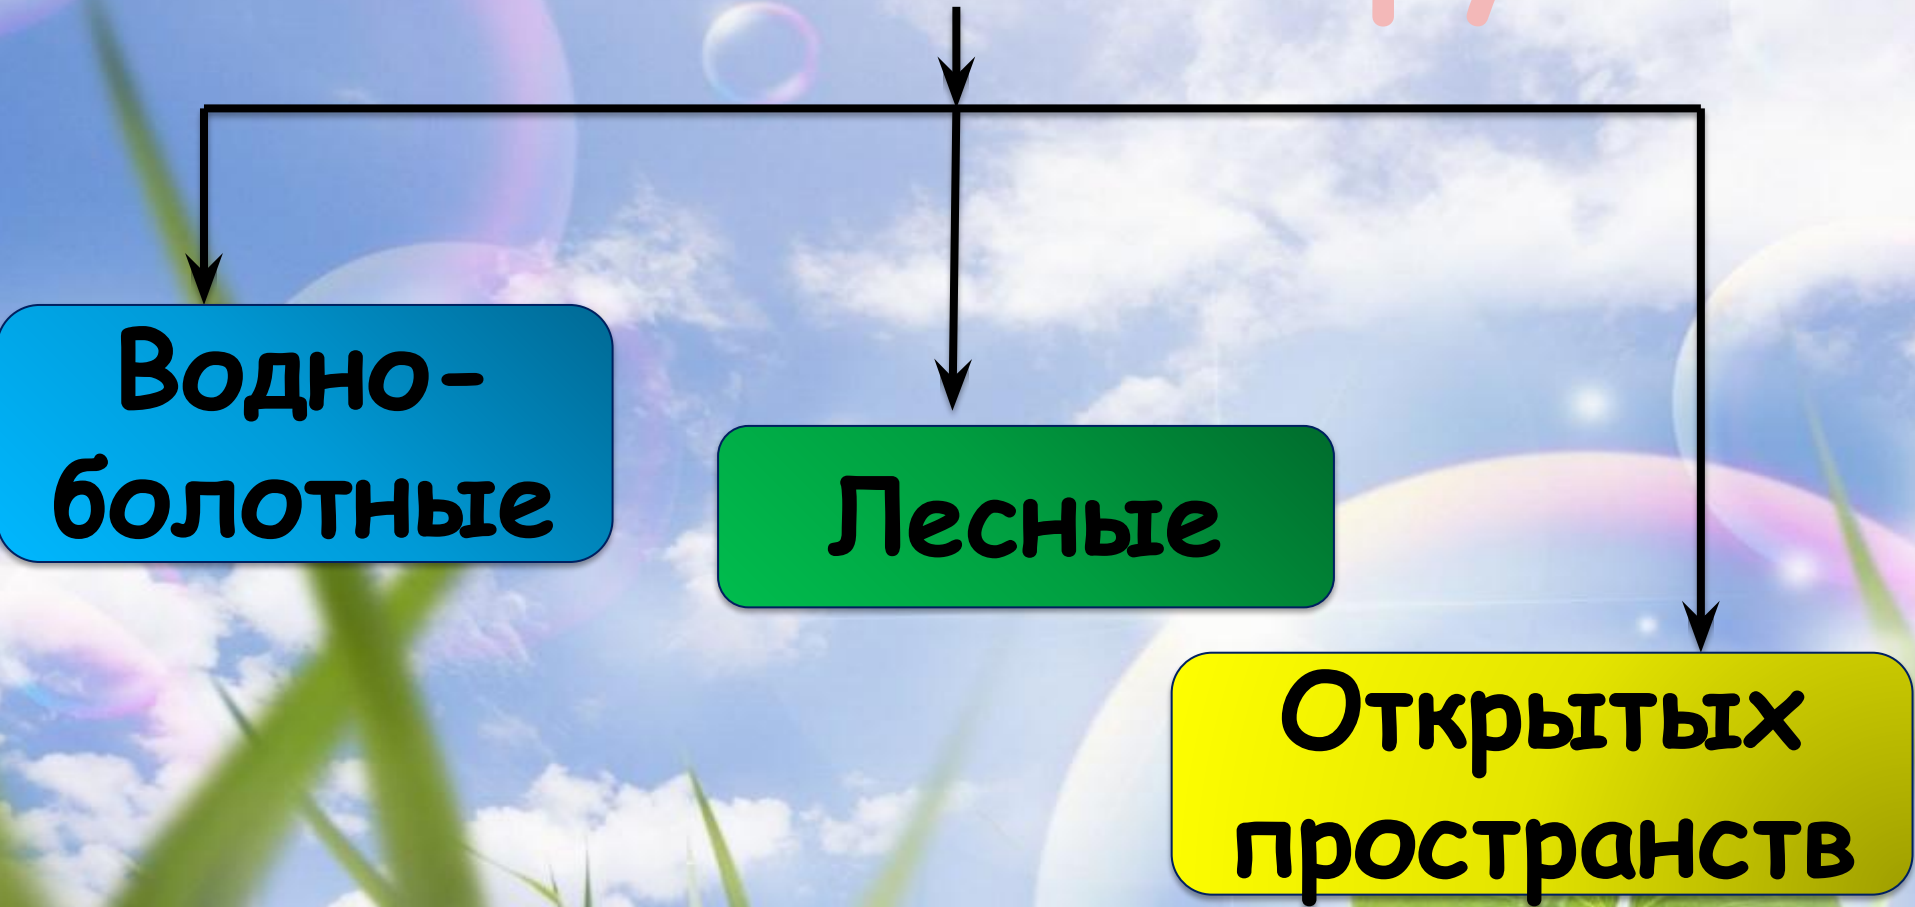 Водно-
болотные
Лесные
Открытых
пространств